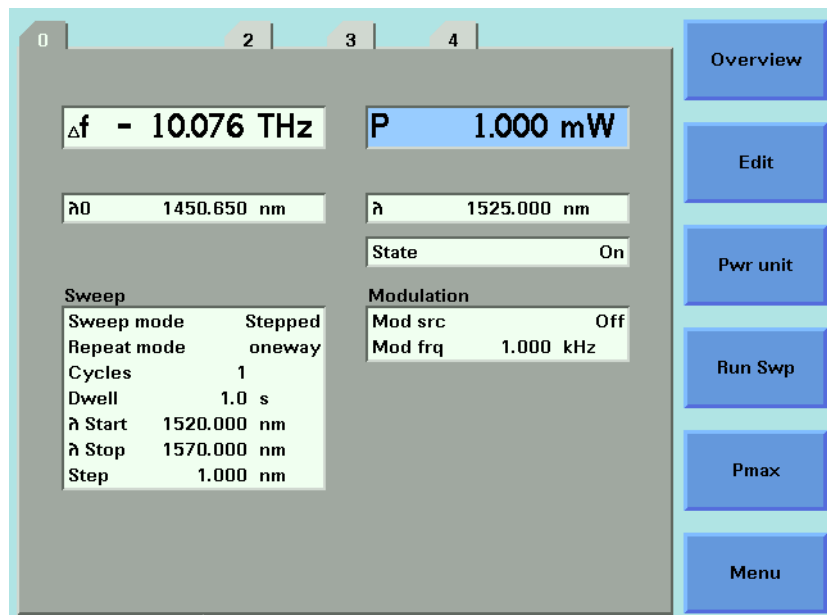 0 2 3 4
△f - 10.076 THz
P 1.000 mW
λ0 1450.650 nm
λ 1525.000 nm
State On
Sweep
Sweep mode Stepped
Repeat mode oneway
Cycles 1
Dwell 1.0 s
λ Start 1520.000 nm
λ Stop 1570.000 nm
Step 1.000 nm
Modulation
Mod src Off
Mod frq 1.000 kHz
Overview
Edit
Pwr unit
Run Swp
Pmax
Menu